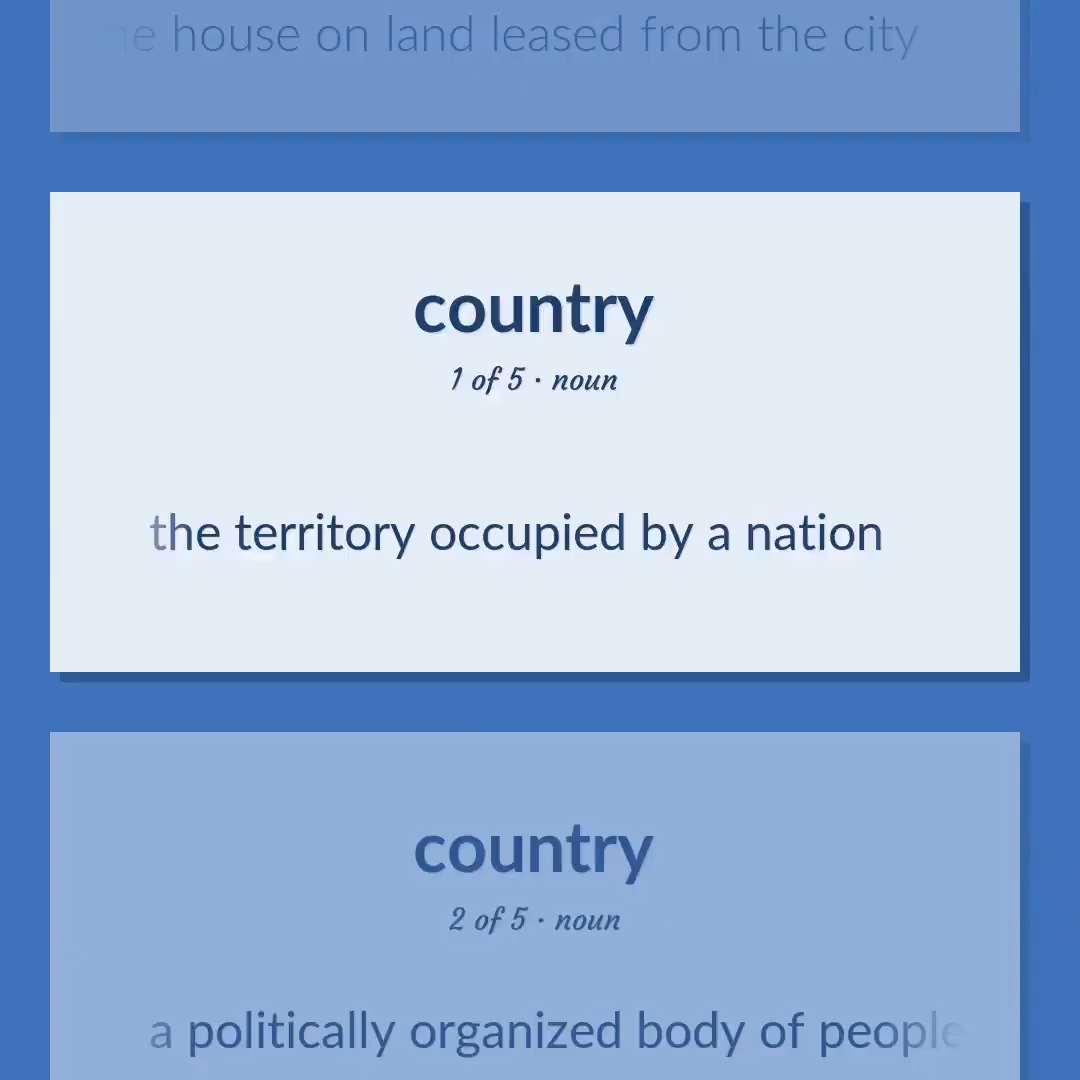 house on land leased from the city
country
1 of 5 · noun
the territory occupied by a nation
country
2 of 5 · noun
a politically organized body of people